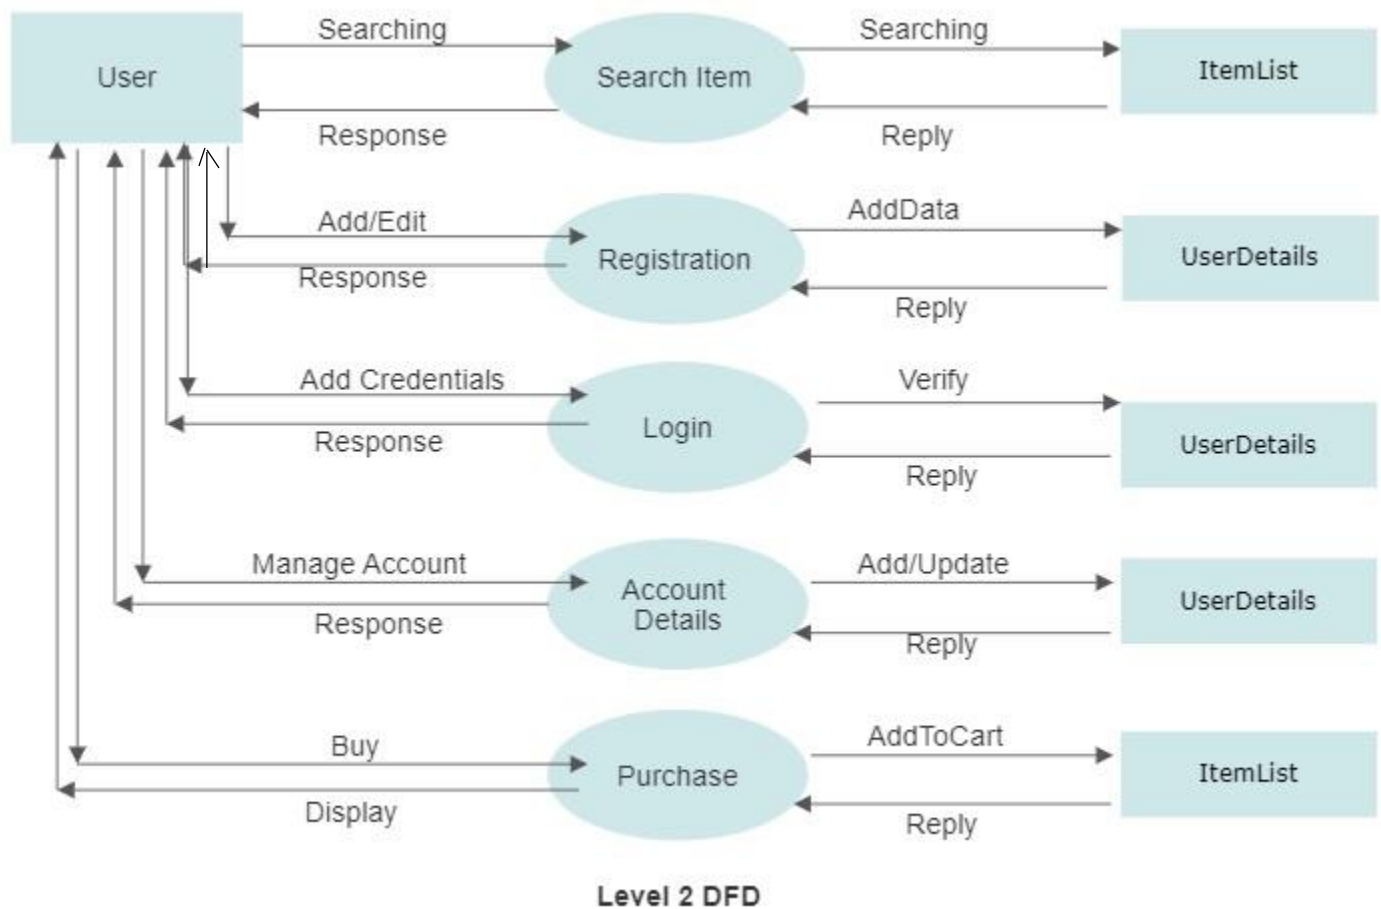 Searching
Searching
User
Search Item
ItemList
Response
Reply
Add/Edit
AddData
Registration
UserDetails
Response
Reply
Add Credentials
Verify
Login
UserDetails
Response
Reply
Manage Account
Add/Update
Account
Details
UserDetails
Response
Reply
Buy
AddToCart
Purchase
ItemList
Display
Reply
Level 2 DFD